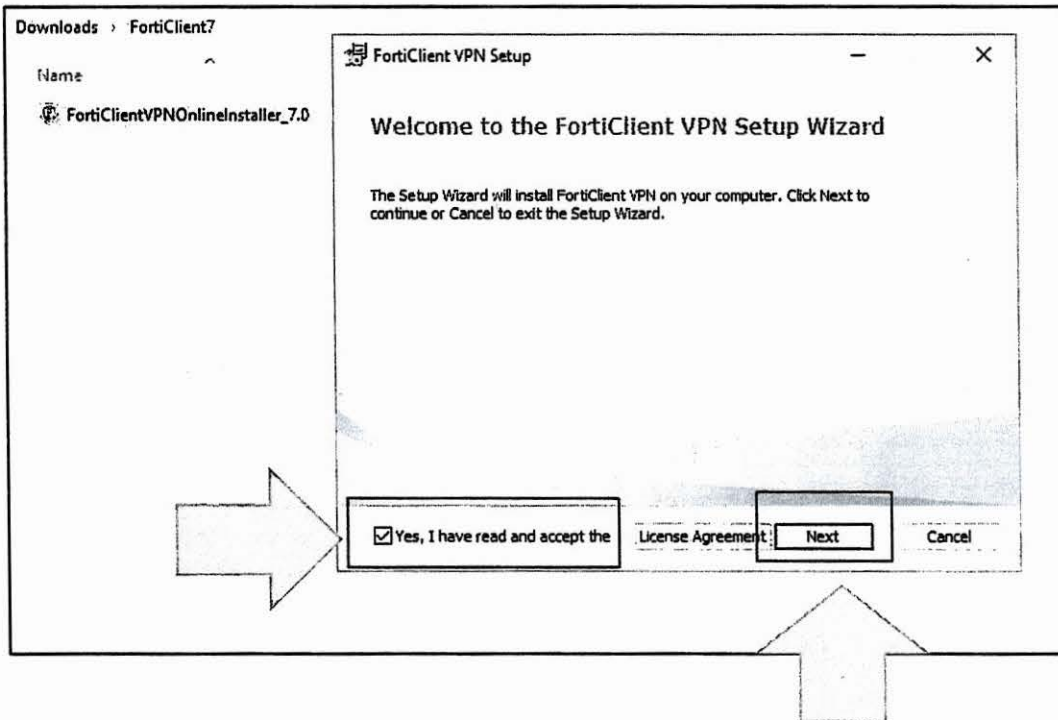 Downloads › FortiClient7
Name
FortiClientVPNOnlineInstaller_7.0
FortiClient VPN Setup
Welcome to the FortiClient VPN Setup Wizard
The Setup Wizard will install FortiClient VPN on your computer. Click Next to
continue or Cancel to exit the Setup Wizard.
Yes, I have read and accept the
License Agreement
Next
Cancel